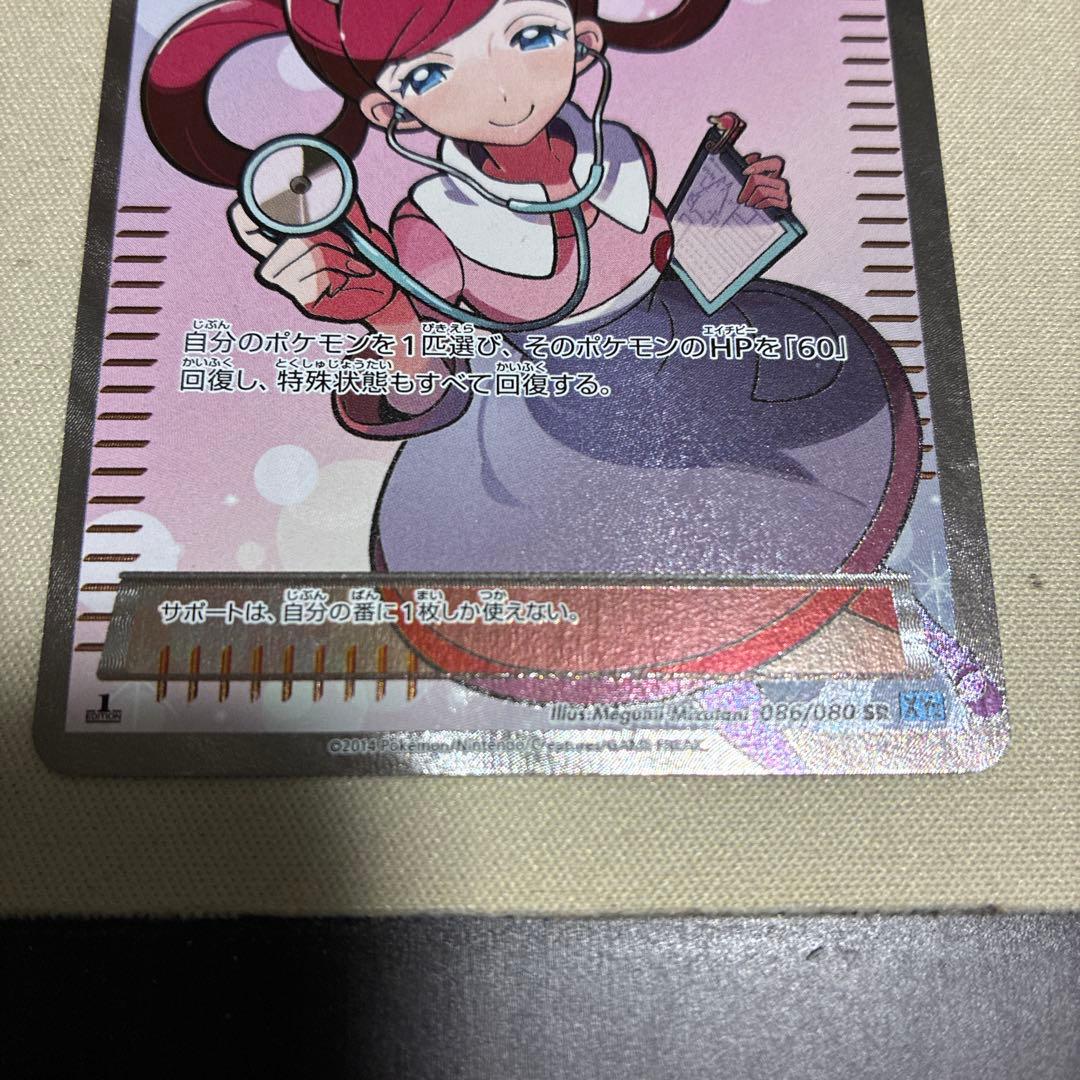 自分のポケモンを1匹選び、そのポケモンのHPを「60」
回復し、特殊状態もすべて回復する。
サポートは、自分の番に1枚しか使えない。
1
EDITION
Illus.Megumi Mizutani 086/080 SR XY
©2014 Pokémon/Nintendo/Creatures/GAME FREAK.